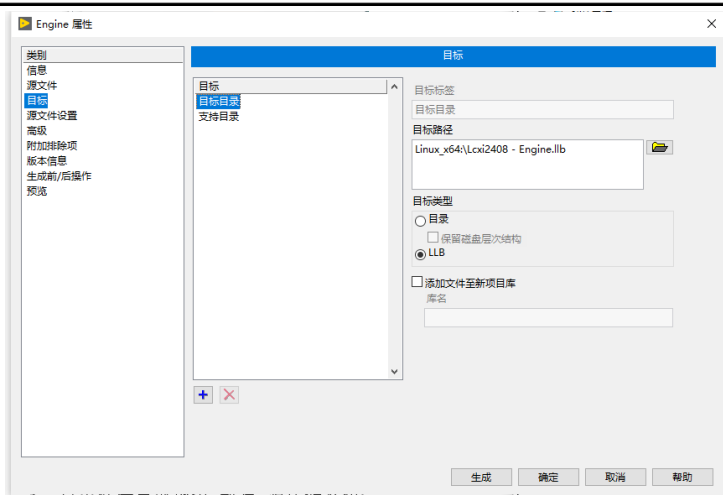 Engine 属性
类别
信息
源文件
目标
源文件设置
高级
附加排除项
版本信息
生成前/后操作
预览
目标
目标
目标目录
支持目录
目标标签
目标目录
目标路径
Linux_x64:\Lcxi2408 - Engine.llb
目标类型
目录
保留磁盘层次结构
LLB
添加文件至新项目库
库名
生成
确定
取消
帮助